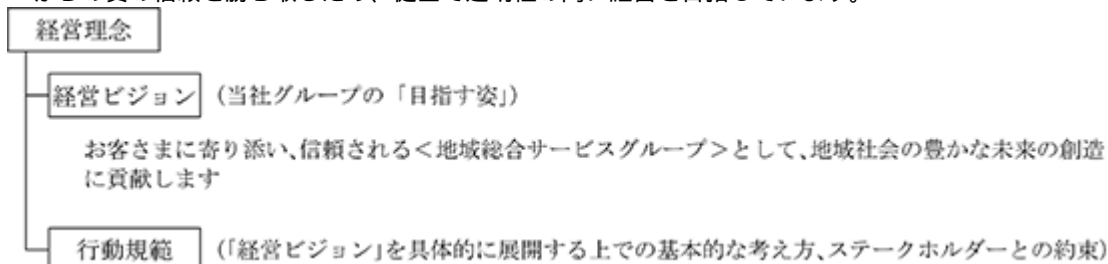 経営理念
経営ビジョン (当社グループの「目指す姿」)
お客さまに寄り添い、信頼される<地域総合サービスグループ>として、地域社会の豊かな未来の創造
に貢献します
行動規範 (「経営ビジョン」を具体的に展開する上での基本的な考え方、ステークホルダーとの約束)